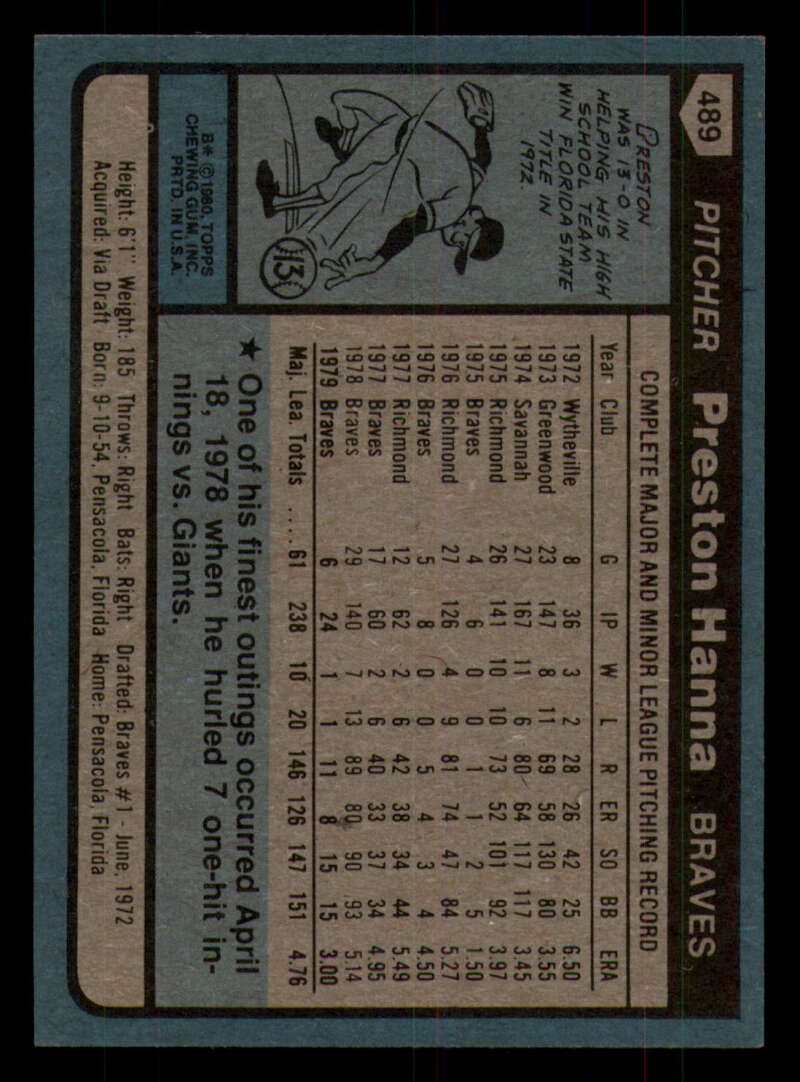 489 PITCHER Preston Hanna BRAVES
PRESTON
WAS 13-0 IN
HELPING HIS HIGH
SCHOOL TEAM
WIN FLORIDA STATE
TITLE IN
1972.
13
B* © 1980, TOPPS
CHEWING GUM, INC.
PRTD. IN U.S.A.
COMPLETE MAJOR AND MINOR LEAGUE PITCHING RECORD
Year Club G IP W L R ER SO BB ERA
1972 Wytheville 8 36 3 2 28 26 42 25 6.50
1973 Greenwood 23 147 8 11 69 58 130 80 3.55
1974 Savannah 27 167 11 6 80 64 117 117 3.45
1975 Richmond 26 141 10 10 73 52 101 92 3.97
1975 Braves 4 6 0 0 1 1 2 5 1.50
1976 Richmond 27 126 4 9 81 74 47 84 5.27
1976 Braves 5 8 0 0 5 4 3 4 4.50
1977 Richmond 12 62 2 6 42 38 34 44 5.49
1977 Braves 17 60 2 6 40 33 37 34 4.95
1978 Braves 29 140 7 13 89 80 90 93 5.14
1979 Braves 6 24 1 1 11 8 15 15 3.00
Maj. Lea. Totals .... 61 238 10 20 146 126 147 151 4.76
★ One of his finest outings occurred April
18, 1978 when he hurled 7 one-hit in-
nings vs. Giants.
Height: 6'1" Weight: 185 Throws: Right Bats: Right Drafted: Braves #1 - June, 1972
Acquired: Via Draft Born: 9-10-54, Pensacola, Florida Home: Pensacola, Florida